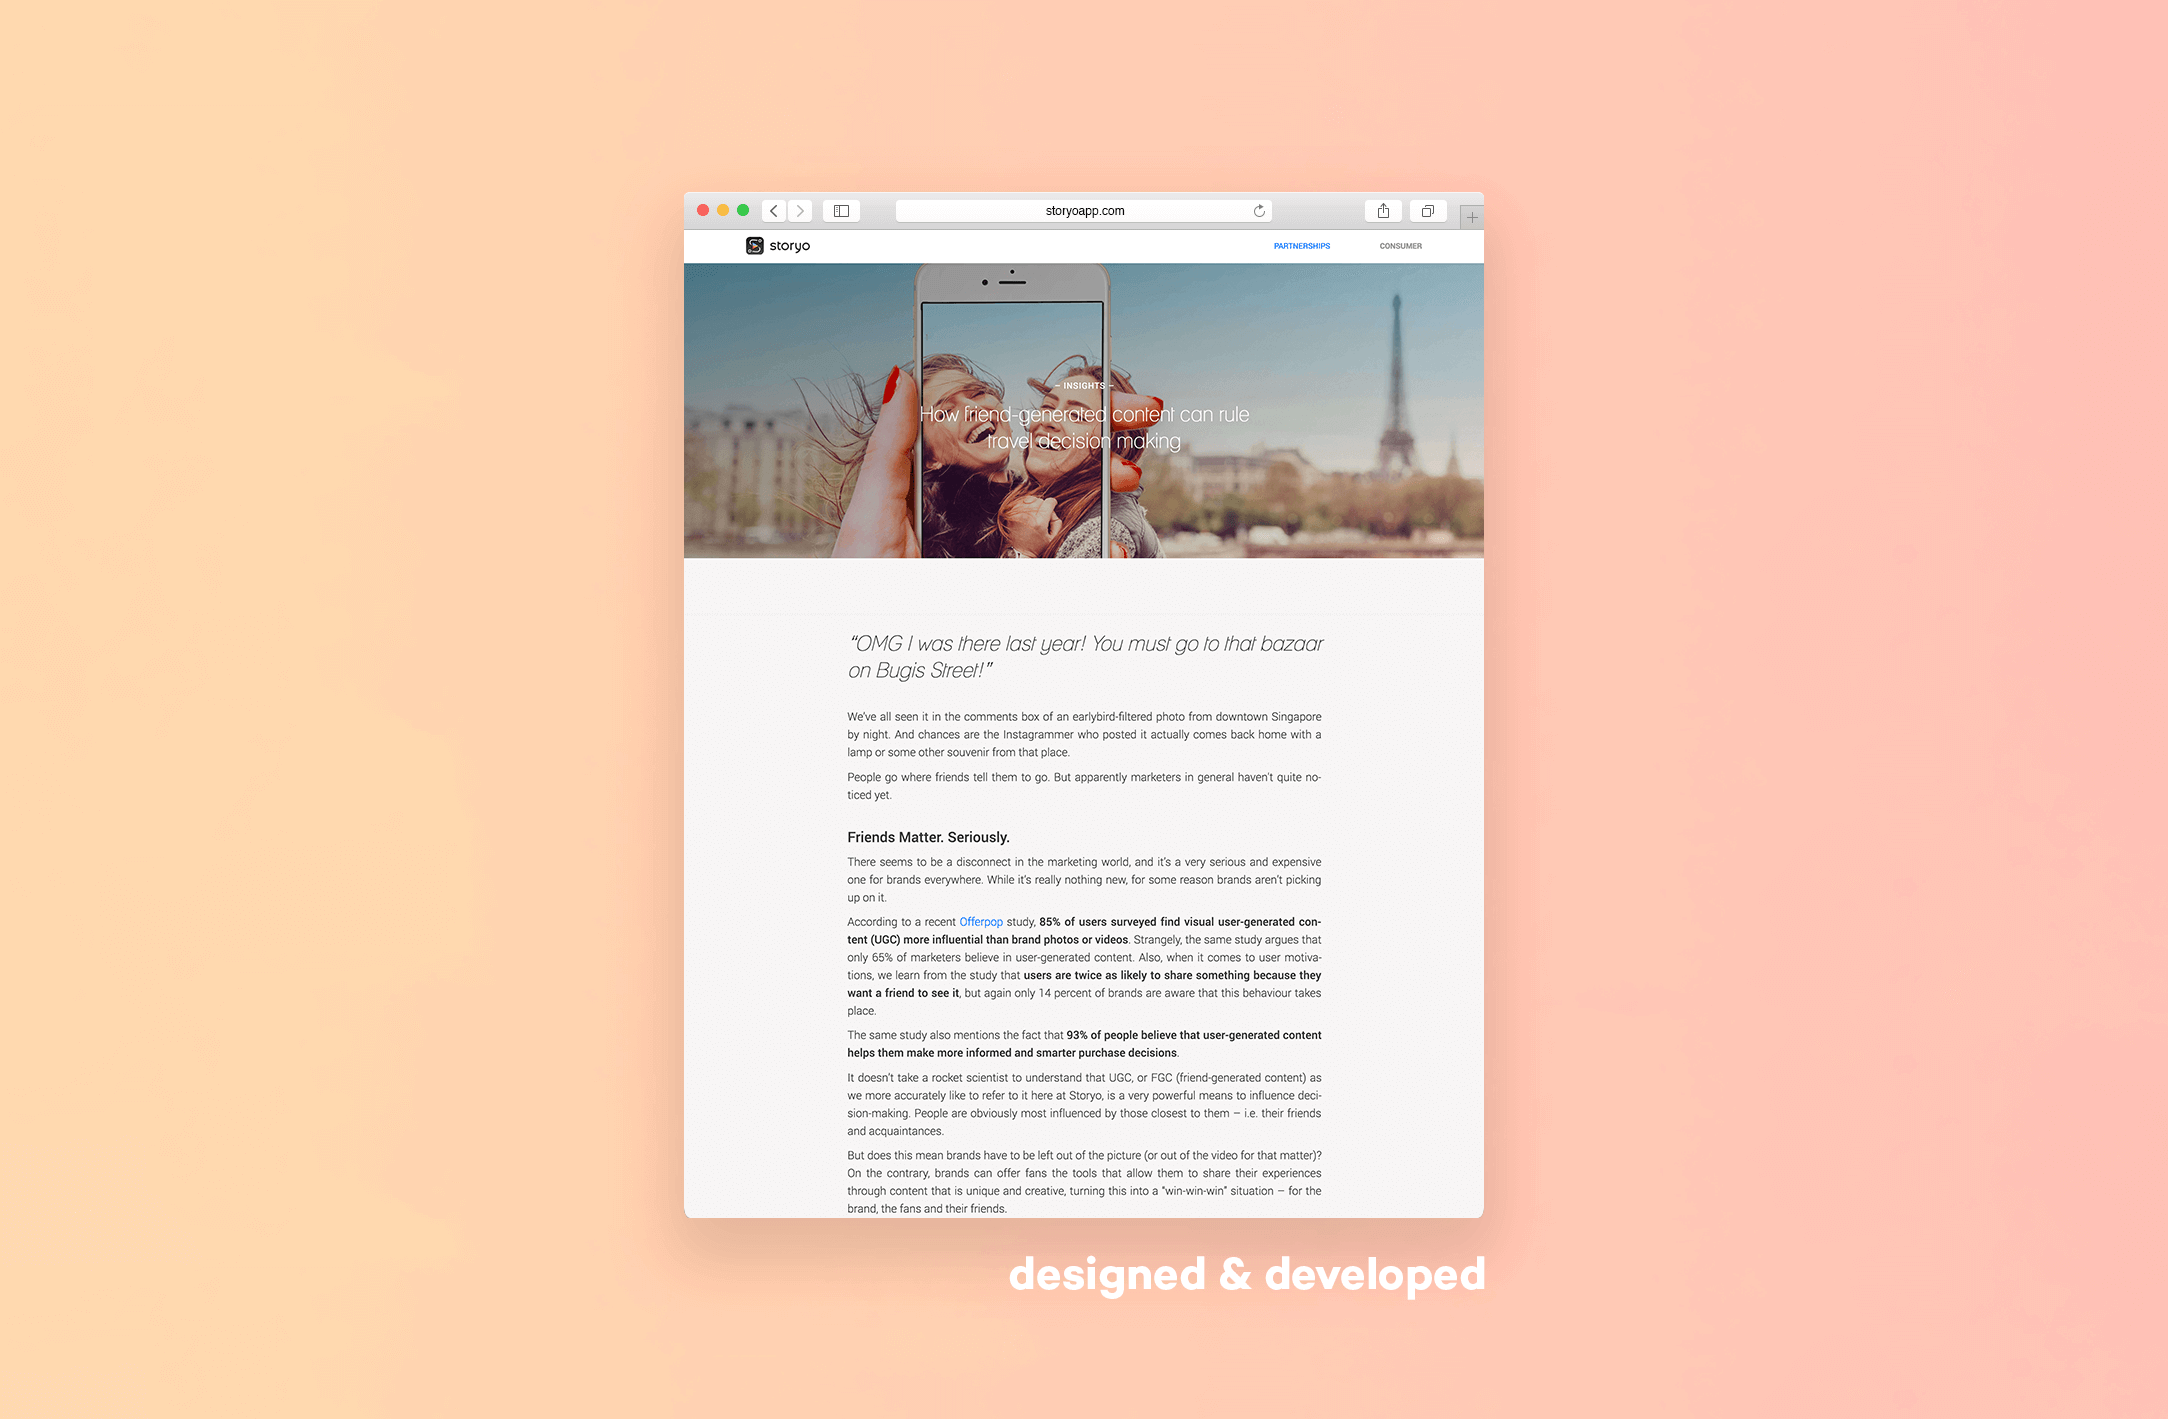 storyoapp.com
storyo
PARTNERSHIPS
CONSUMER
– INSIGHTS –
How friend-generated content can rule
travel decision making
“OMG I was there last year! You must go to that bazaar
on Bugis Street!”
We’ve all seen it in the comments box of an earlybird-filtered photo from downtown Singapore
by night. And chances are the Instagrammer who posted it actually comes back home with a
lamp or some other souvenir from that place.
People go where friends tell them to go. But apparently marketers in general haven’t quite no-
ticed yet.
Friends Matter. Seriously.
There seems to be a disconnect in the marketing world, and it’s a very serious and expensive
one for brands everywhere. While it’s really nothing new, for some reason brands aren’t picking
up on it.
According to a recent Offerpop study, 85% of users surveyed find visual user-generated con-
tent (UGC) more influential than brand photos or videos. Strangely, the same study argues that
only 65% of marketers believe in user-generated content. Also, when it comes to user motiva-
tions, we learn from the study that users are twice as likely to share something because they
want a friend to see it, but again only 14 percent of brands are aware that this behaviour takes
place.
The same study also mentions the fact that 93% of people believe that user-generated content
helps them make more informed and smarter purchase decisions.
It doesn’t take a rocket scientist to understand that UGC, or FGC (friend-generated content) as
we more accurately like to refer to it here at Storyo, is a very powerful means to influence deci-
sion-making. People are obviously most influenced by those closest to them – i.e. their friends
and acquaintances.
But does this mean brands have to be left out of the picture (or out of the video for that matter)?
On the contrary, brands can offer fans the tools that allow them to share their experiences
through content that is unique and creative, turning this into a "win-win-win" situation – for the
brand, the fans and their friends.
designed & developed